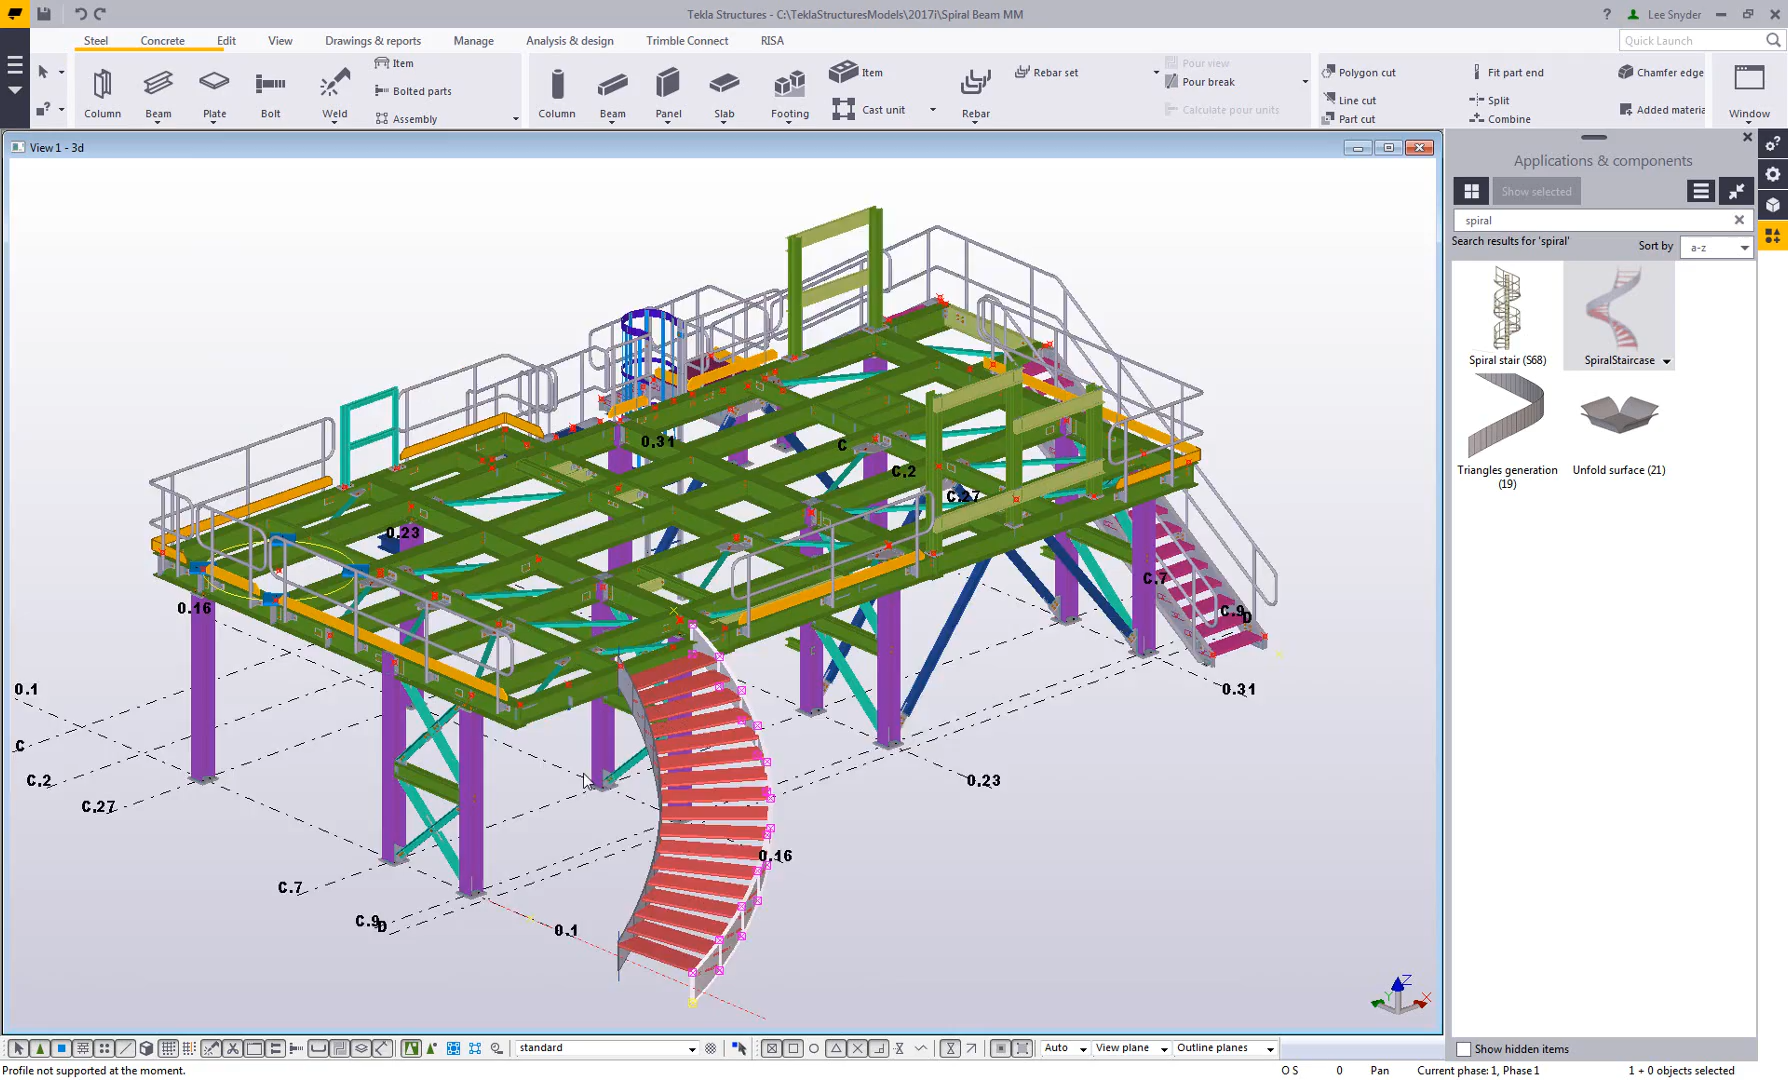 Tekla Structures - C:\TeklaStructuresModels\2017i\Spiral Beam MM
? Lee Snyder
Steel Concrete Edit View Drawings & reports Manage Analysis & design Trimble Connect RISA
Quick Launch
Column Beam Plate Bolt Weld
Item
Bolted parts
Assembly
Column Beam Panel Slab Footing
Item
Cast unit
Rebar
Rebar set
Pour view
Pour break
Calculate pour units
Polygon cut
Line cut
Part cut
Fit part end
Split
Combine
Chamfer edge
Added materia
Window
View 1 - 3d
0.31
C
C.2
C.27
0.23
0.16
C.7
C.9
D
0.1
0.31
C
C.2
C.27
0.23
0.16
C.7
C.9
D
0.1
Z
Y
X
Applications & components
Show selected
spiral
Search results for 'spiral'
Sort by
a-z
Spiral stair (S68)
SpiralStaircase
Triangles generation
(19)
Unfold surface (21)
Show hidden items
standard
Auto
View plane
Outline planes
Profile not supported at the moment.
O S
0
Pan
Current phase: 1, Phase 1
1 + 0 objects selected